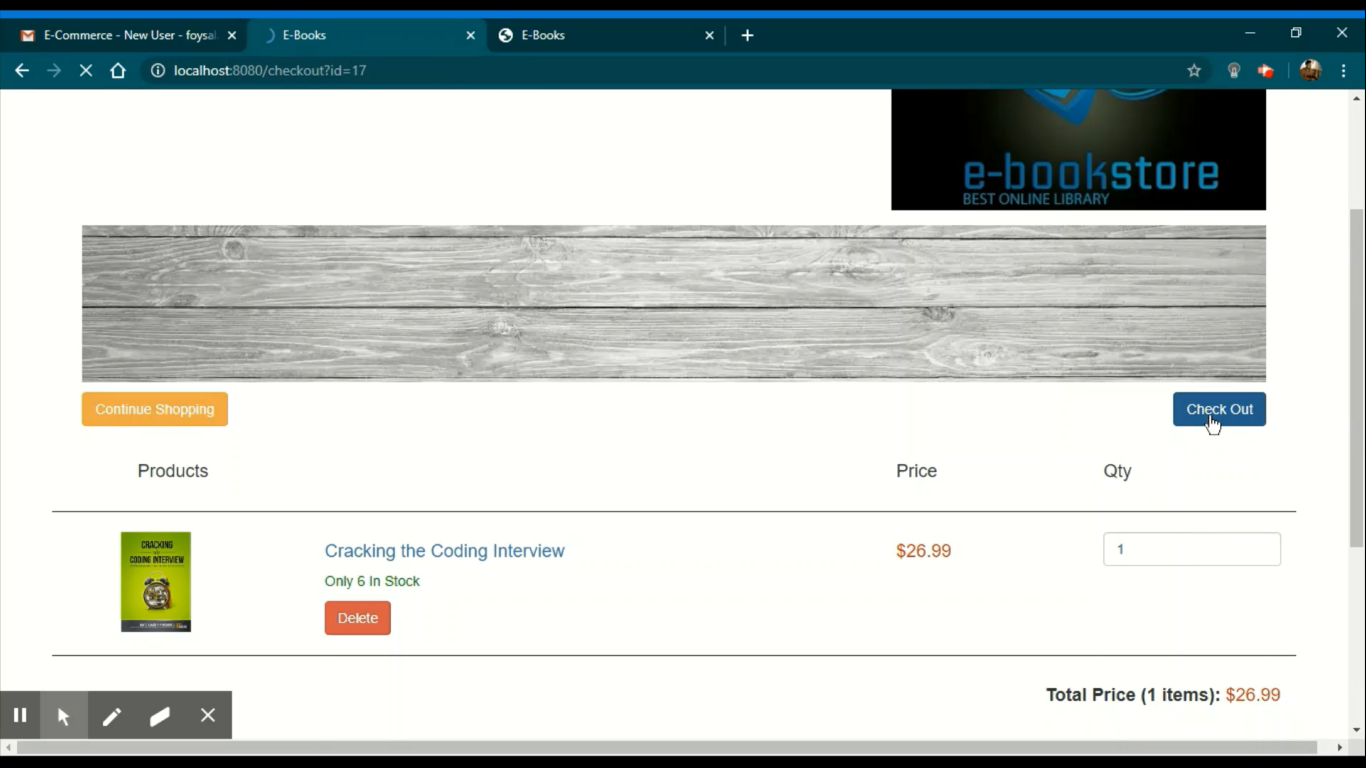 E-Commerce - New User - foysal
E-Books
E-Books
localhost:8080/checkout?id=17
e-bookstore
BEST ONLINE LIBRARY
Continue Shopping
Check Out
Products
Price
Qty
CRACKING
THE
CODING INTERVIEW
Cracking the Coding Interview
$26.99
1
Only 6 In Stock
Delete
Total Price (1 items): $26.99